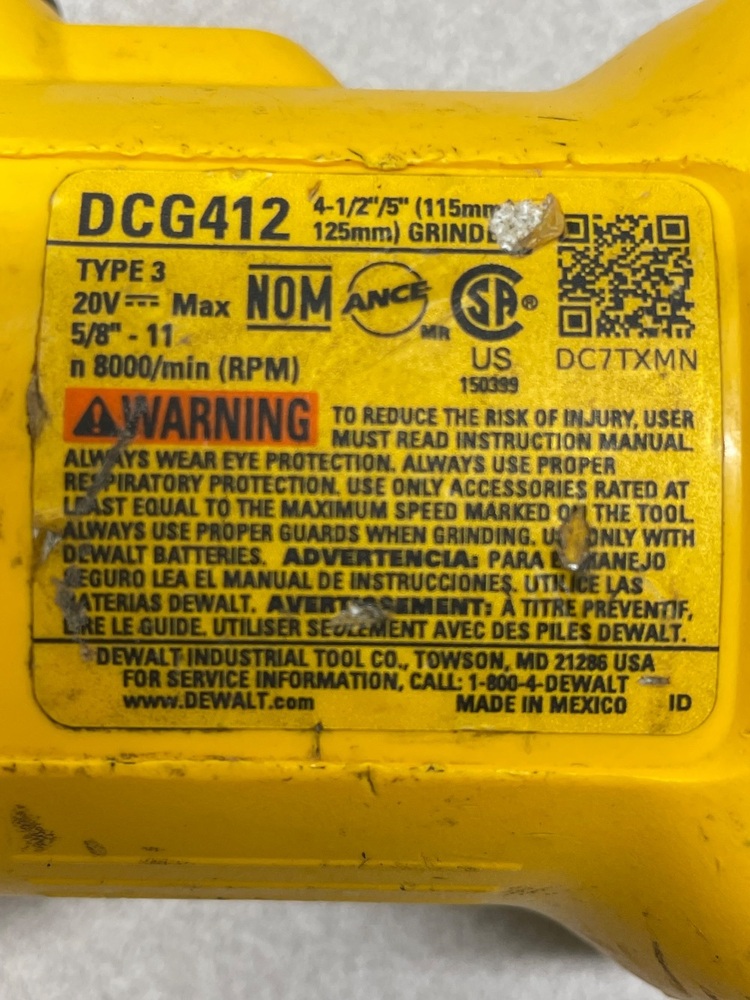 DCG412
4-1/2"/5" (115mm
125mm) GRINDE
TYPE 3
20V Max
5/8" - 11
n 8000/min (RPM)
NOM
ANCE
MR
SA®
US
150399
DC7TXMN
WARNING
TO REDUCE THE RISK OF INJURY, USER
MUST READ INSTRUCTION MANUAL.
ALWAYS WEAR EYE PROTECTION. ALWAYS USE PROPER
RESPIRATORY PROTECTION. USE ONLY ACCESSORIES RATED AT
LEAST EQUAL TO THE MAXIMUM SPEED MARKED ON THE TOOL.
ALWAYS USE PROPER GUARDS WHEN GRINDING. USE ONLY WITH
DEWALT BATTERIES. ADVERTENCIA: PARA EL MANEJO
SEGURO LEA EL MANUAL DE INSTRUCCIONES. UTILICE LAS
BATERIAS DEWALT. AVERTISSEMENT: À TITRE PRÉVENTIF,
LIRE LE GUIDE. UTILISER SEULEMENT AVEC DES PILES DEWALT.
DEWALT INDUSTRIAL TOOL CO., TOWSON, MD 21286 USA
FOR SERVICE INFORMATION, CALL: 1-800-4-DEWALT
www.DEWALT.com MADE IN MEXICO ID